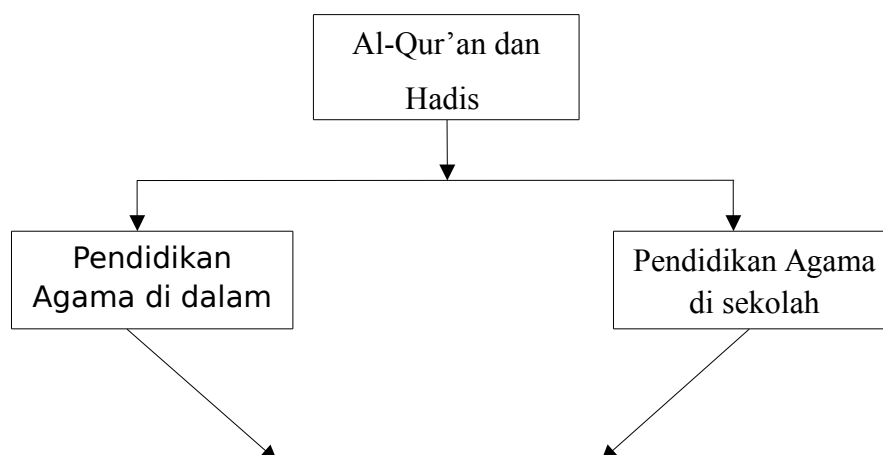 Al-Qur’an dan
Hadis
Pendidikan
Agama di dalam
Pendidikan Agama
di sekolah